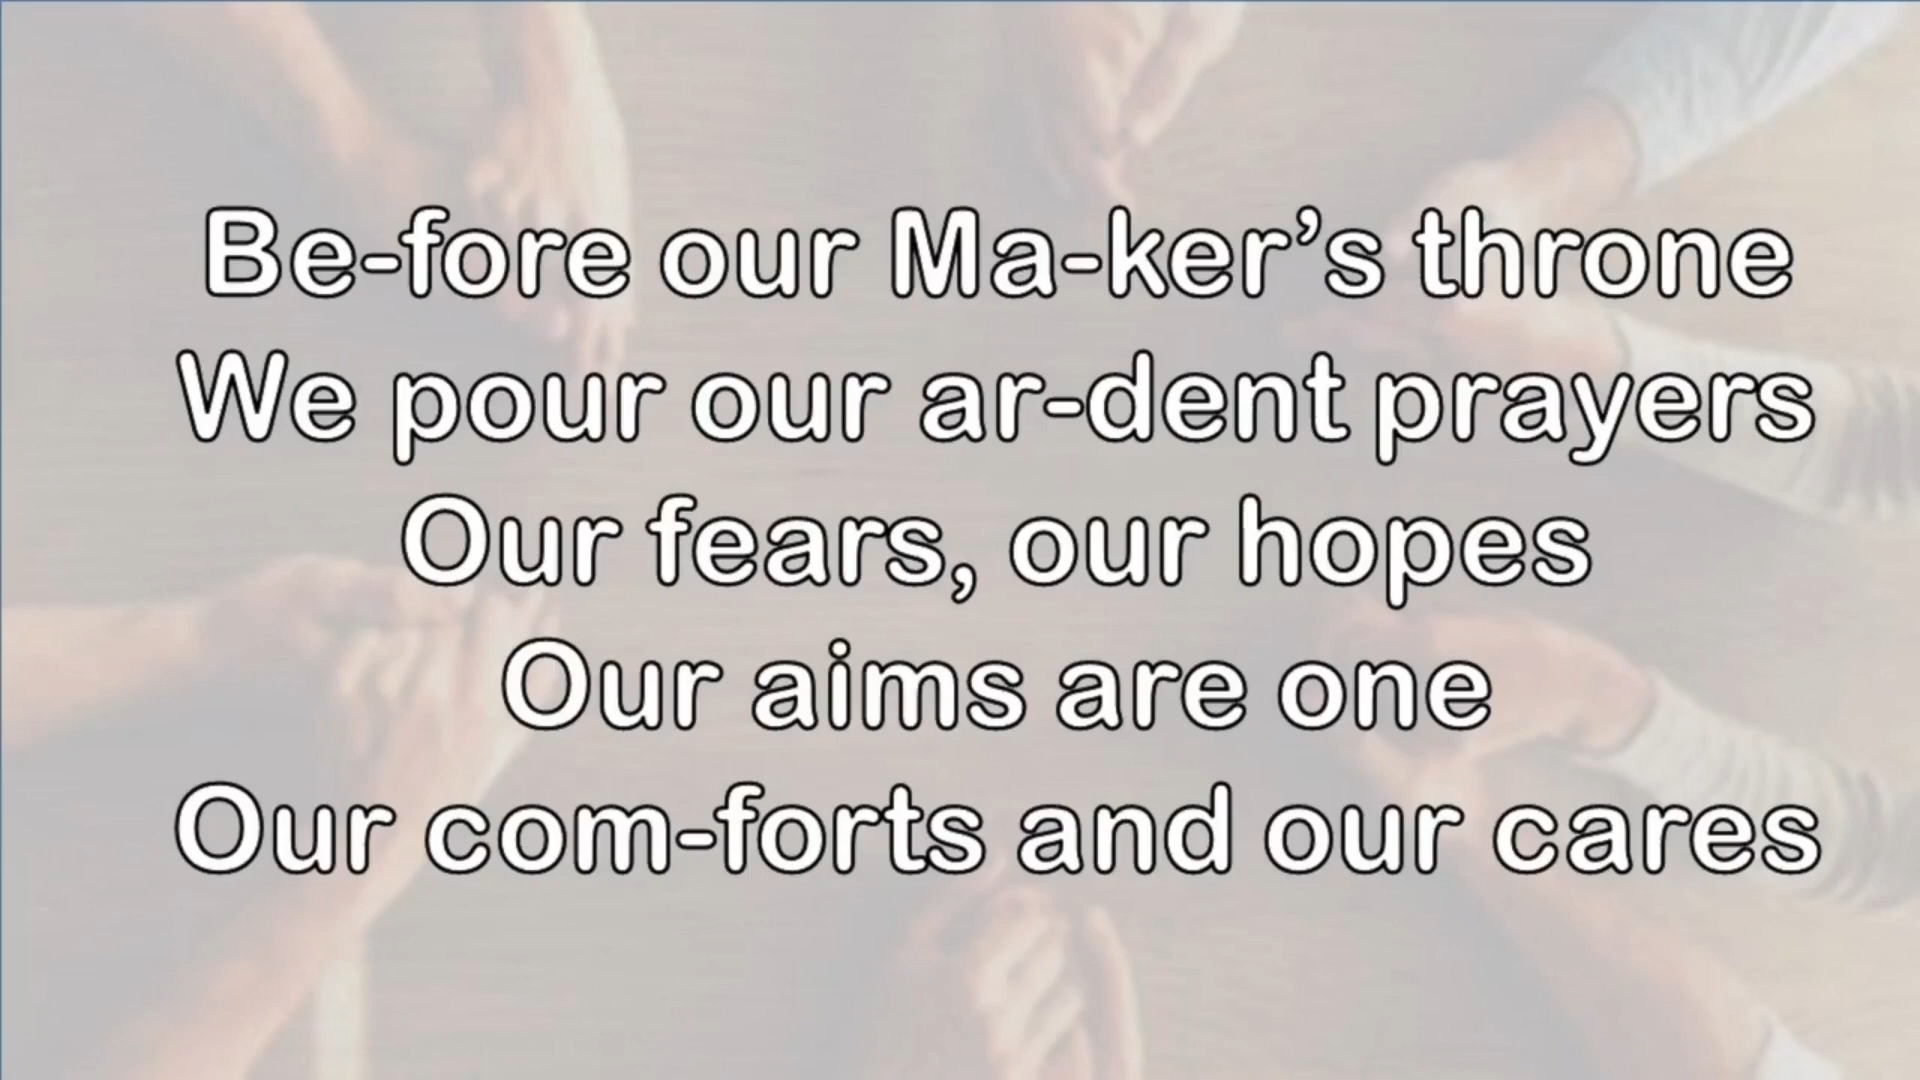 Be-fore our Ma-ker’s throne
We pour our ar-dent prayers
Our fears, our hopes
Our aims are one
Our com-forts and our cares